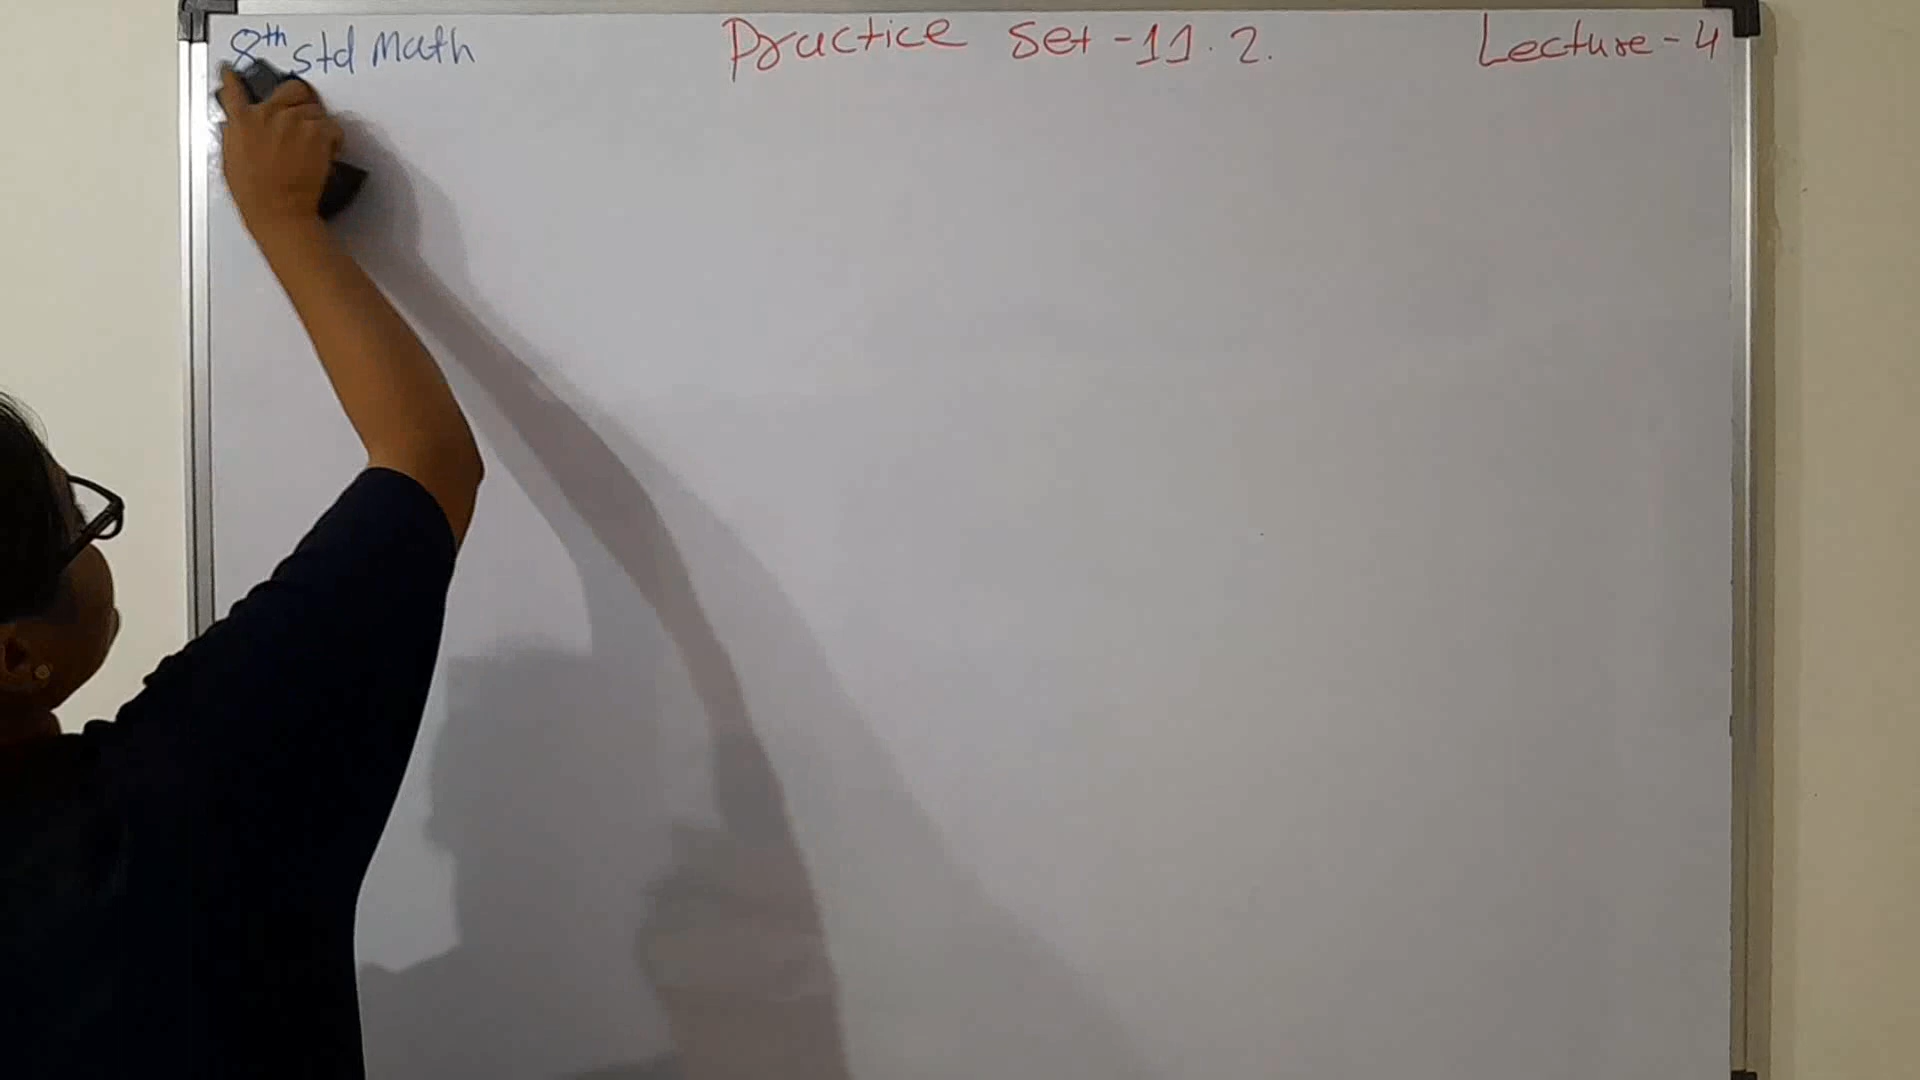 8th std Math Practice Set - 11.2. Lecture - 4